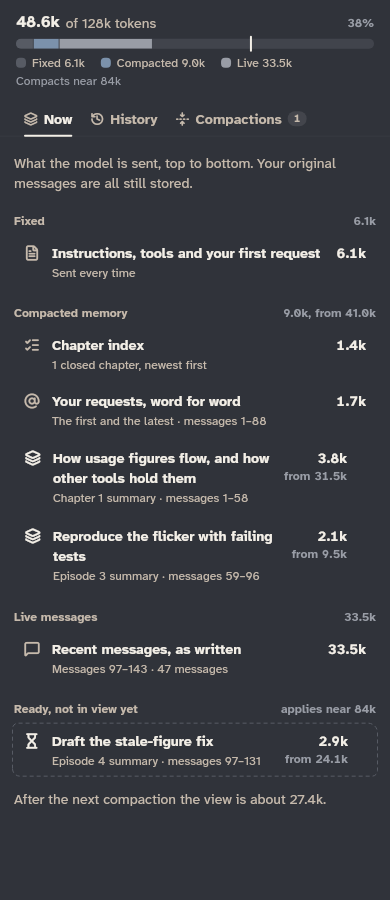 48.6k of 128k tokens 38%
Fixed 6.1k Compacted 9.0k Live 33.5k
Compacts near 84k
Now History Compactions 1
What the model is sent, top to bottom. Your original
messages are all still stored.
Fixed 6.1k
Instructions, tools and your first request 6.1k
Sent every time
Compacted memory 9.0k, from 41.0k
Chapter index 1.4k
1 closed chapter, newest first
Your requests, word for word 1.7k
The first and the latest · messages 1–88
How usage figures flow, and how 3.8k
other tools hold them from 31.5k
Chapter 1 summary · messages 1–58
Reproduce the flicker with failing 2.1k
tests from 9.5k
Episode 3 summary · messages 59–96
Live messages 33.5k
Recent messages, as written 33.5k
Messages 97–143 · 47 messages
Ready, not in view yet applies near 84k
Draft the stale-figure fix 2.9k
Episode 4 summary · messages 97–131 from 24.1k
After the next compaction the view is about 27.4k.